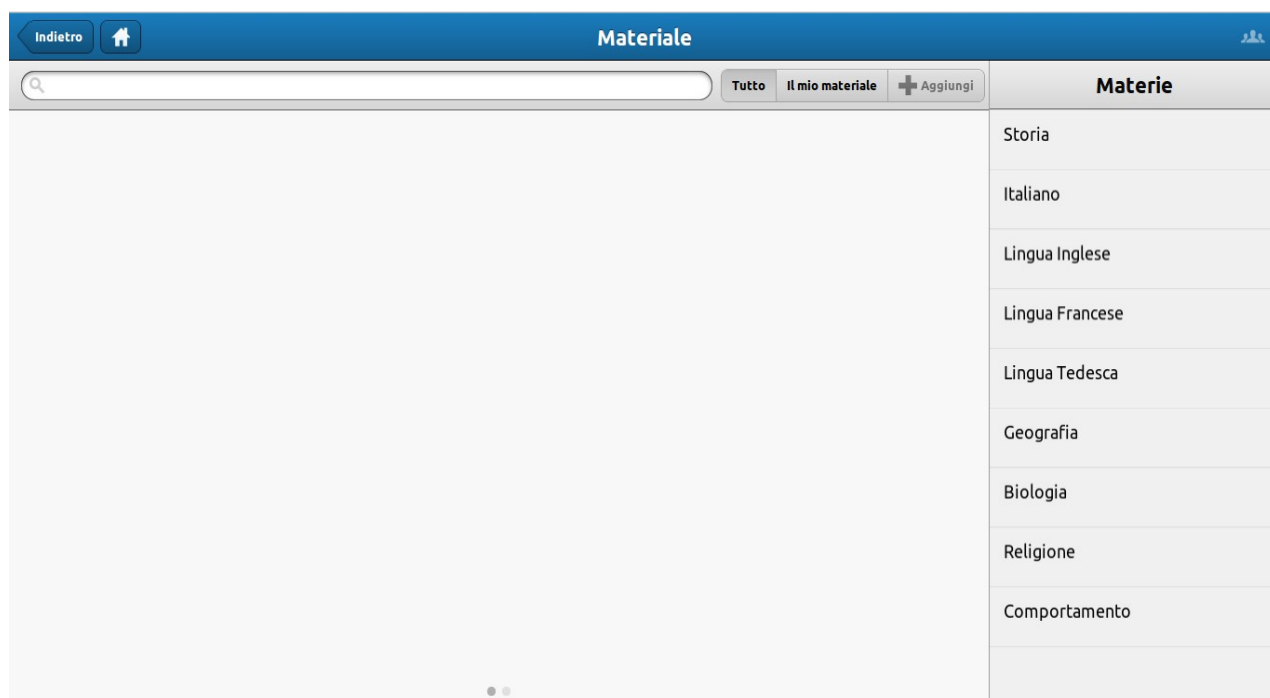 Indietro
Materiale
Tutto Il mio materiale Aggiungi
Materie
Storia
Italiano
Lingua Inglese
Lingua Francese
Lingua Tedesca
Geografia
Biologia
Religione
Comportamento